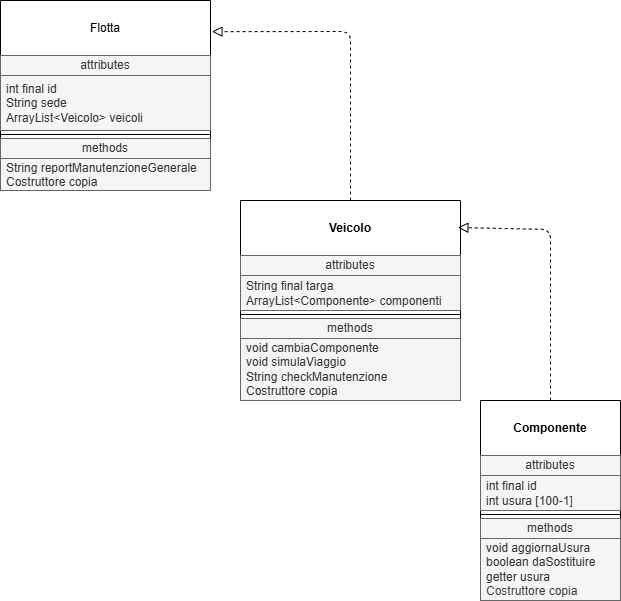 Flotta
attributes
int final id
String sede
ArrayList<Veicolo> veicoli
methods
String reportManutenzioneGenerale
Costruttore copia
Veicolo
attributes
String final targa
ArrayList<Componente> componenti
methods
void cambiaComponente
void simulaViaggio
String checkManutenzione
Costruttore copia
Componente
attributes
int final id
int usura [100-1]
methods
void aggiornaUsura
boolean daSostituire
getter usura
Costruttore copia